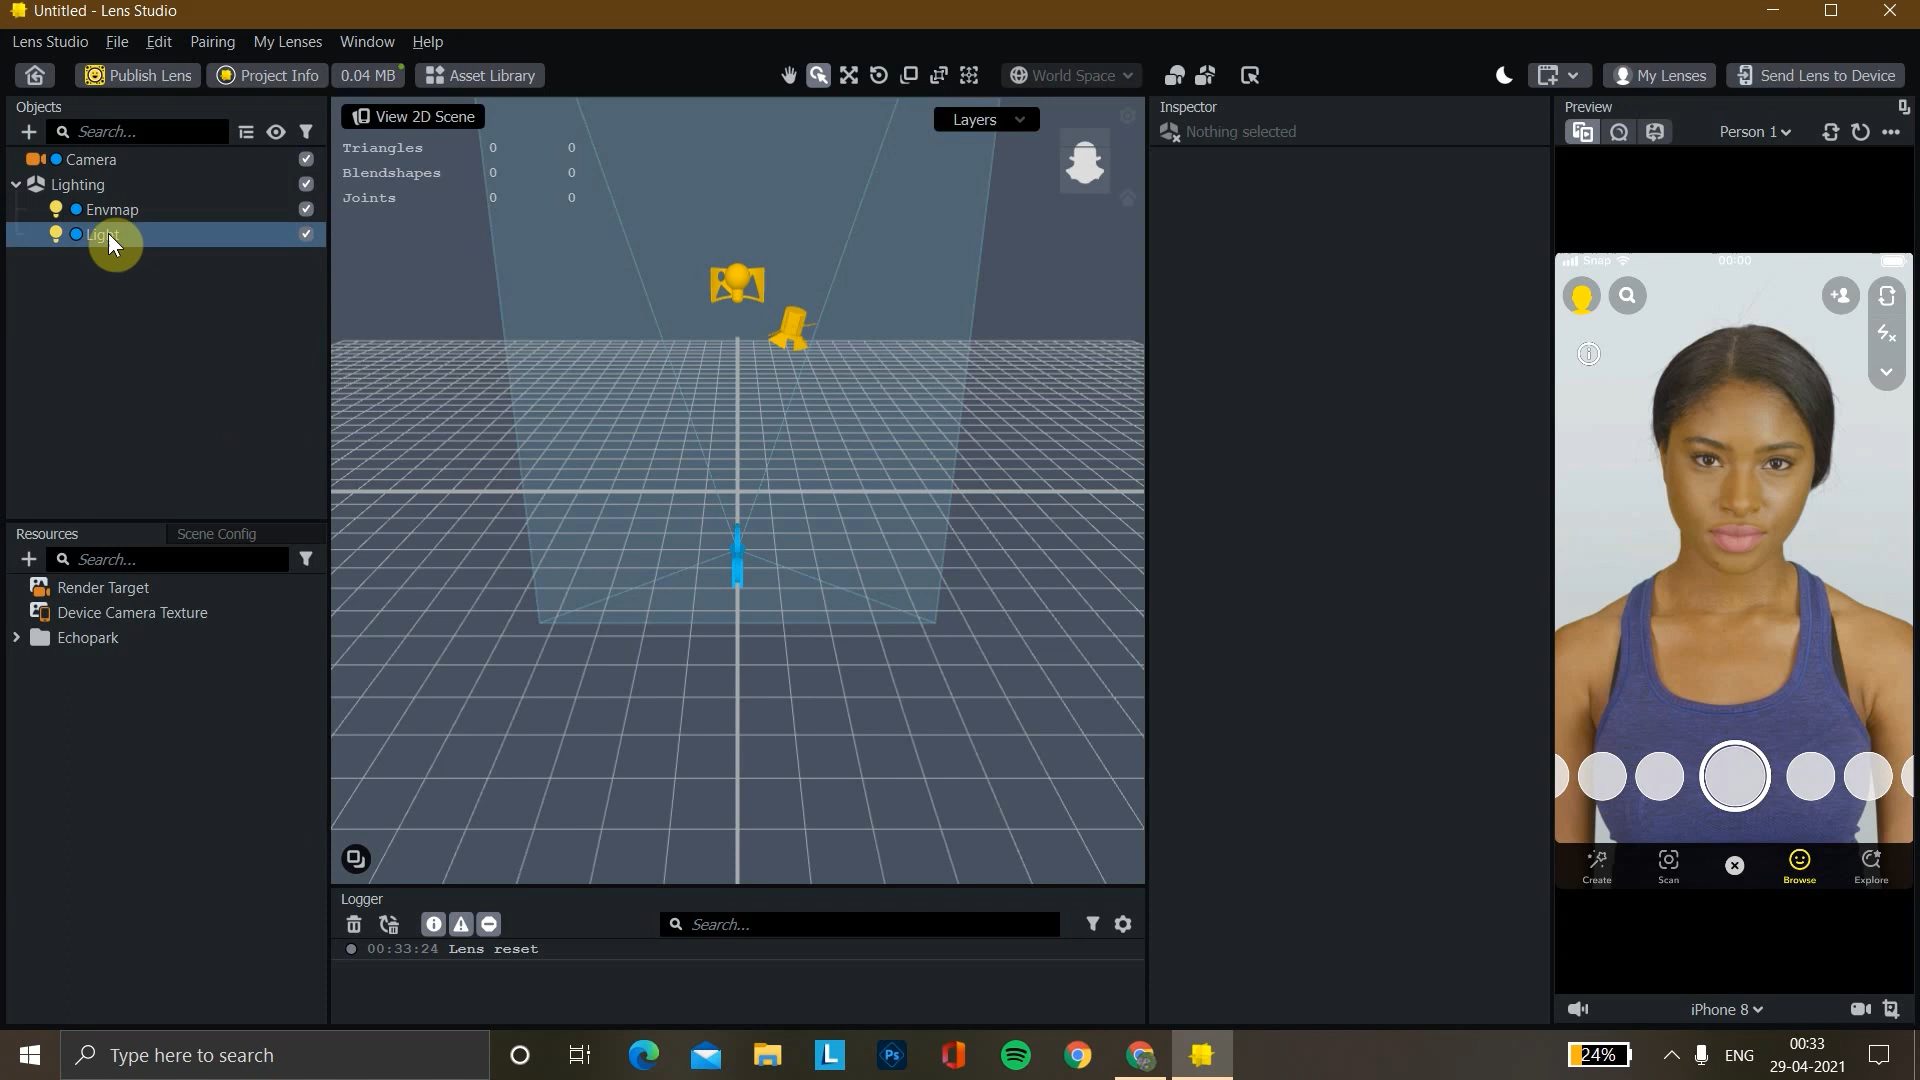 Untitled - Lens Studio
Lens Studio File Edit Pairing My Lenses Window Help
Publish Lens Project Info 0.04 MB Asset Library World Space My Lenses Send Lens to Device
Objects
Search...
Camera
Lighting
Envmap
Light
Resources Scene Config
Search...
Render Target
Device Camera Texture
Echopark
View 2D Scene Layers
Triangles 0 0
Blendshapes 0 0
Joints 0 0
Logger
Search...
00:33:24 Lens reset
Inspector
Nothing selected
Preview
Person 1
Snap 00:00
Create Scan Browse Explore
iPhone 8
Type here to search
L
Ps
24%
ENG
00:33
29-04-2021